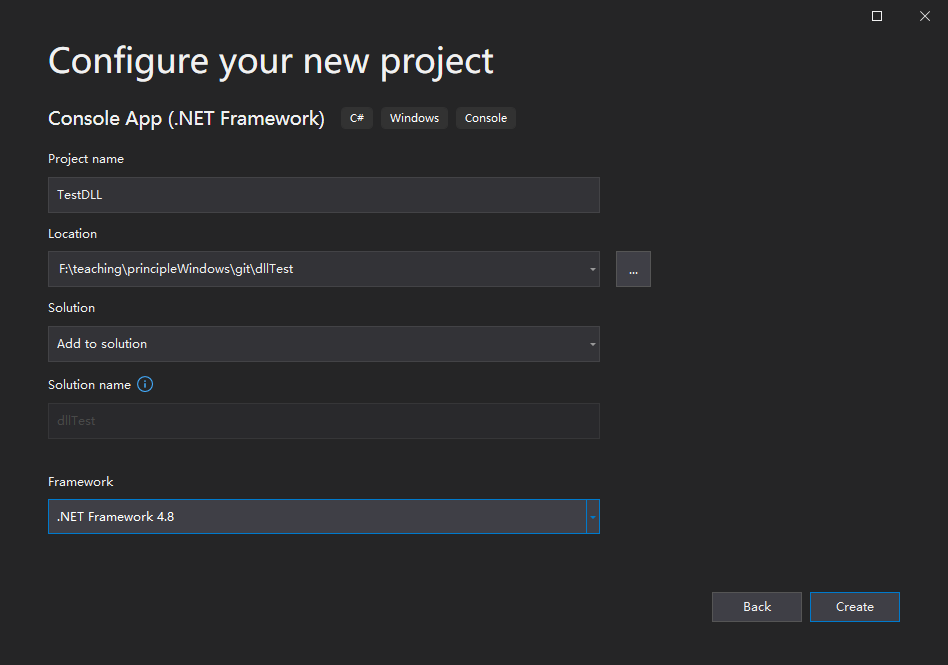 Configure your new project
Console App (.NET Framework) C# Windows Console
Project name
TestDLL
Location
F:\teaching\principleWindows\git\dllTest
...
Solution
Add to solution
Solution name
dllTest
Framework
.NET Framework 4.8
Back Create